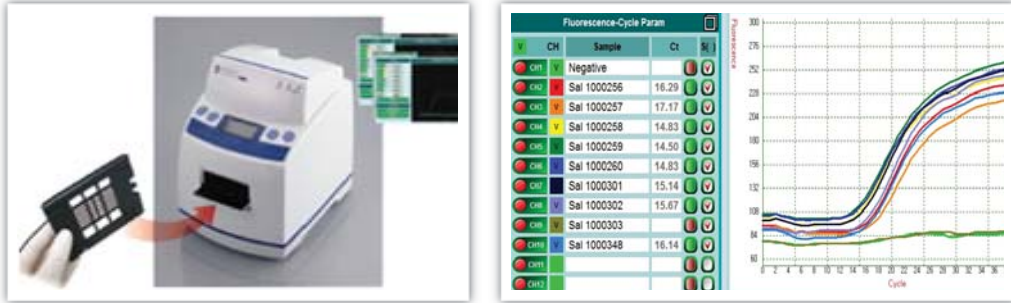 Fluorescence-Cycle Param
V CH Sample Ct S( )
CH1 V Negative
CH2 V Sal 1000256 16.29
CH3 V Sal 1000257 17.17
CH4 V Sal 1000258 14.83
CH5 V Sal 1000259 14.50
CH6 V Sal 1000260 14.83
CH7 V Sal 1000301 15.14
CH8 V Sal 1000302 15.67
CH9 V Sal 1000303
CH10 V Sal 1000348 16.14
CH11
CH12
Fluorescence
300
276
252
228
204
180
156
132
108
84
60
0 2 4 6 8 10 12 14 16 18 20 22 24 26 28 30 32 34 36
Cycle